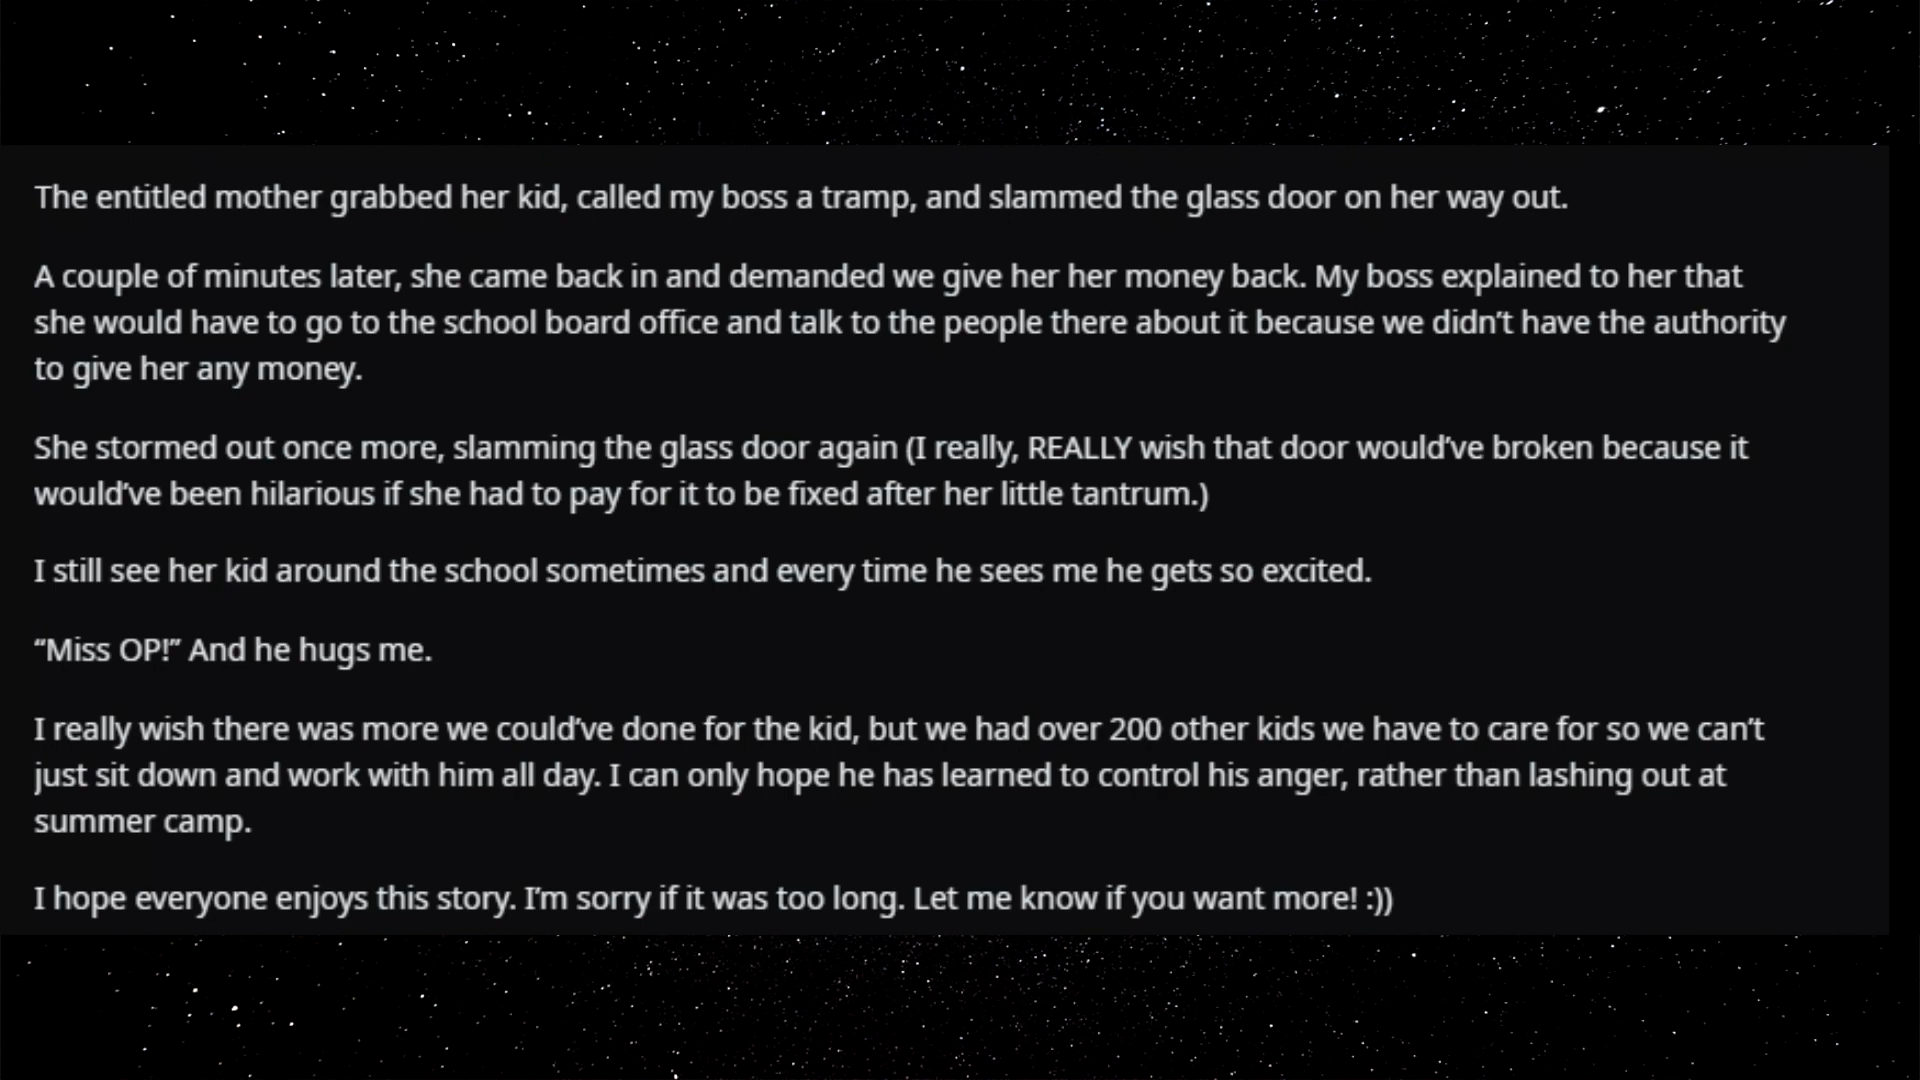 The entitled mother grabbed her kid, called my boss a tramp, and slammed the glass door on her way out.
A couple of minutes later, she came back in and demanded we give her her money back. My boss explained to her that
she would have to go to the school board office and talk to the people there about it because we didn’t have the authority
to give her any money.
She stormed out once more, slamming the glass door again (I really, REALLY wish that door would’ve broken because it
would’ve been hilarious if she had to pay for it to be fixed after her little tantrum.)
I still see her kid around the school sometimes and every time he sees me he gets so excited.
“Miss OP!” And he hugs me.
I really wish there was more we could’ve done for the kid, but we had over 200 other kids we have to care for so we can’t
just sit down and work with him all day. I can only hope he has learned to control his anger, rather than lashing out at
summer camp.
I hope everyone enjoys this story. I’m sorry if it was too long. Let me know if you want more! :))